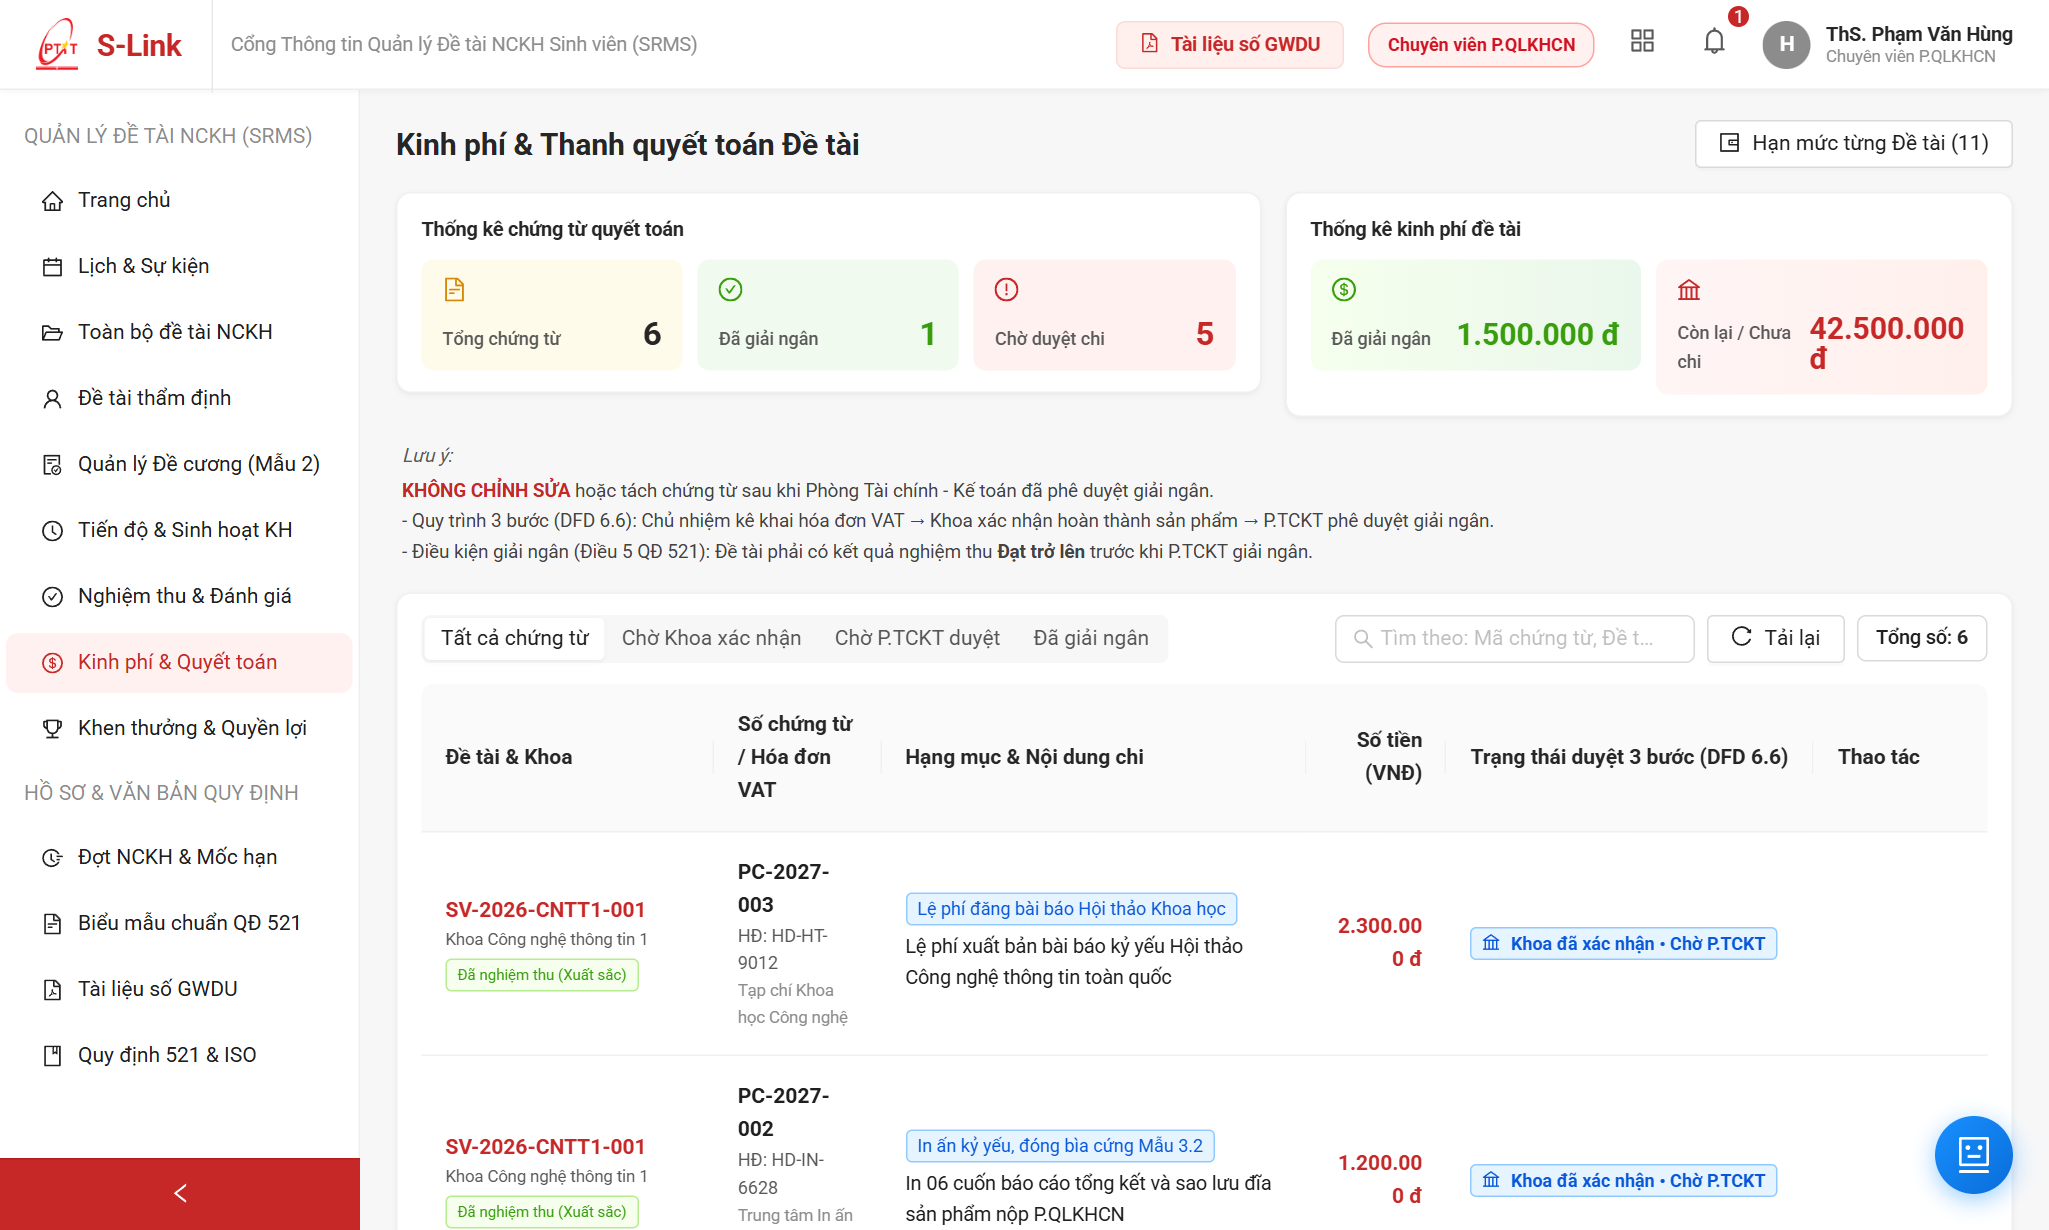 PTIT
S-Link
Cổng Thông tin Quản lý Đề tài NCKH Sinh viên (SRMS)
Tài liệu số GWDU
Chuyên viên P.QLKHCN
1
H
ThS. Phạm Văn Hùng
Chuyên viên P.QLKHCN
QUẢN LÝ ĐỀ TÀI NCKH (SRMS)
Trang chủ
Lịch & Sự kiện
Toàn bộ đề tài NCKH
Đề tài thẩm định
Quản lý Đề cương (Mẫu 2)
Tiến độ & Sinh hoạt KH
Nghiệm thu & Đánh giá
Kinh phí & Quyết toán
Khen thưởng & Quyền lợi
HỒ SƠ & VĂN BẢN QUY ĐỊNH
Đợt NCKH & Mốc hạn
Biểu mẫu chuẩn QĐ 521
Tài liệu số GWDU
Quy định 521 & ISO
Kinh phí & Thanh quyết toán Đề tài
Hạn mức từng Đề tài (11)
Thống kê chứng từ quyết toán
Tổng chứng từ
6
Đã giải ngân
1
Chờ duyệt chi
5
Thống kê kinh phí đề tài
Đã giải ngân
1.500.000 đ
Còn lại / Chưa
chi
42.500.000
đ
Lưu ý:
KHÔNG CHỈNH SỬA hoặc tách chứng từ sau khi Phòng Tài chính - Kế toán đã phê duyệt giải ngân.
- Quy trình 3 bước (DFD 6.6): Chủ nhiệm kê khai hóa đơn VAT → Khoa xác nhận hoàn thành sản phẩm → P.TCKT phê duyệt giải ngân.
- Điều kiện giải ngân (Điều 5 QĐ 521): Đề tài phải có kết quả nghiệm thu Đạt trở lên trước khi P.TCKT giải ngân.
Tất cả chứng từ
Chờ Khoa xác nhận
Chờ P.TCKT duyệt
Đã giải ngân
Tìm theo: Mã chứng từ, Đề t...
Tải lại
Tổng số: 6
Đề tài & Khoa
Số chứng từ
/ Hóa đơn
VAT
Hạng mục & Nội dung chi
Số tiền
(VNĐ)
Trạng thái duyệt 3 bước (DFD 6.6)
Thao tác
SV-2026-CNTT1-001
Khoa Công nghệ thông tin 1
Đã nghiệm thu (Xuất sắc)
PC-2027-
003
HĐ: HD-HT-
9012
Tạp chí Khoa
học Công nghệ
Lệ phí đăng bài báo Hội thảo Khoa học
Lệ phí xuất bản bài báo kỷ yếu Hội thảo
Công nghệ thông tin toàn quốc
2.300.00
0 đ
Khoa đã xác nhận • Chờ P.TCKT
SV-2026-CNTT1-001
Khoa Công nghệ thông tin 1
Đã nghiệm thu (Xuất sắc)
PC-2027-
002
HĐ: HD-IN-
6628
Trung tâm In ấn
In ấn kỷ yếu, đóng bìa cứng Mẫu 3.2
In 06 cuốn báo cáo tổng kết và sao lưu đĩa
sản phẩm nộp P.QLKHCN
1.200.00
0 đ
Khoa đã xác nhận • Chờ P.TCKT